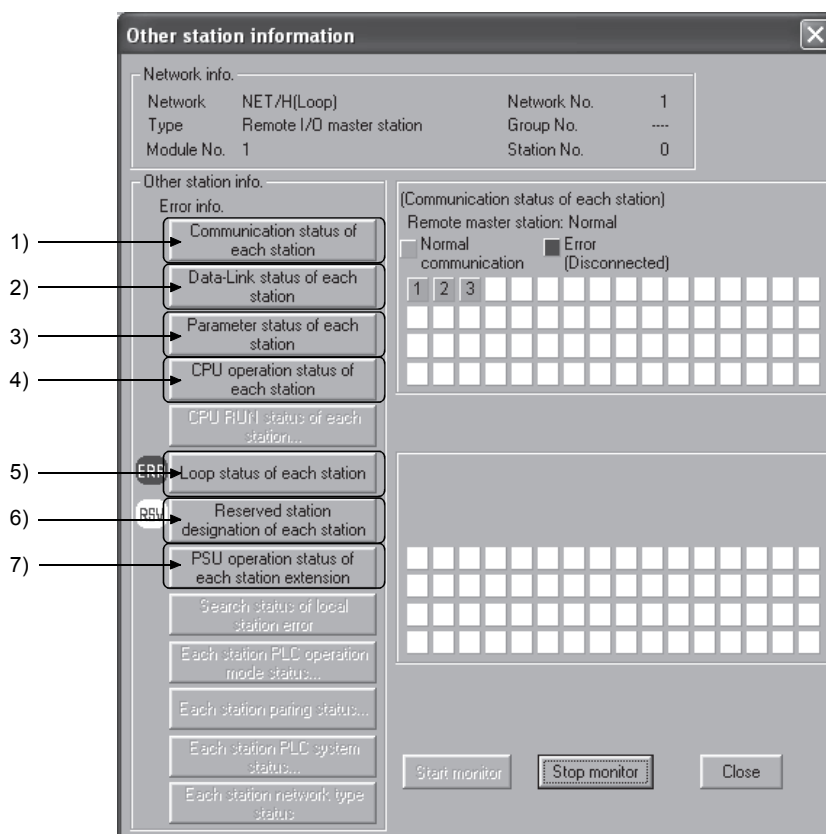 Other station information
Network info.
Network NET/H(Loop) Network No. 1
Type Remote I/O master station Group No. ----
Module No. 1 Station No. 0
Other station info.
Error info.
1) Communication status of
each station
2) Data-Link status of each
station
3) Parameter status of each
station
4) CPU operation status of
each station
CPU RUN status of each
station...
5) ERR Loop status of each station
6) RSV Reserved station
designation of each station
7) PSU operation status of
each station extension
Search status of local
station error
Each station PLC operation
mode status...
Each station paring status...
Each station PLC system
status...
Each station network type
status
(Communication status of each station)
Remote master station: Normal
Normal
communication
Error
(Disconnected)
1 2 3
Start monitor Stop monitor Close